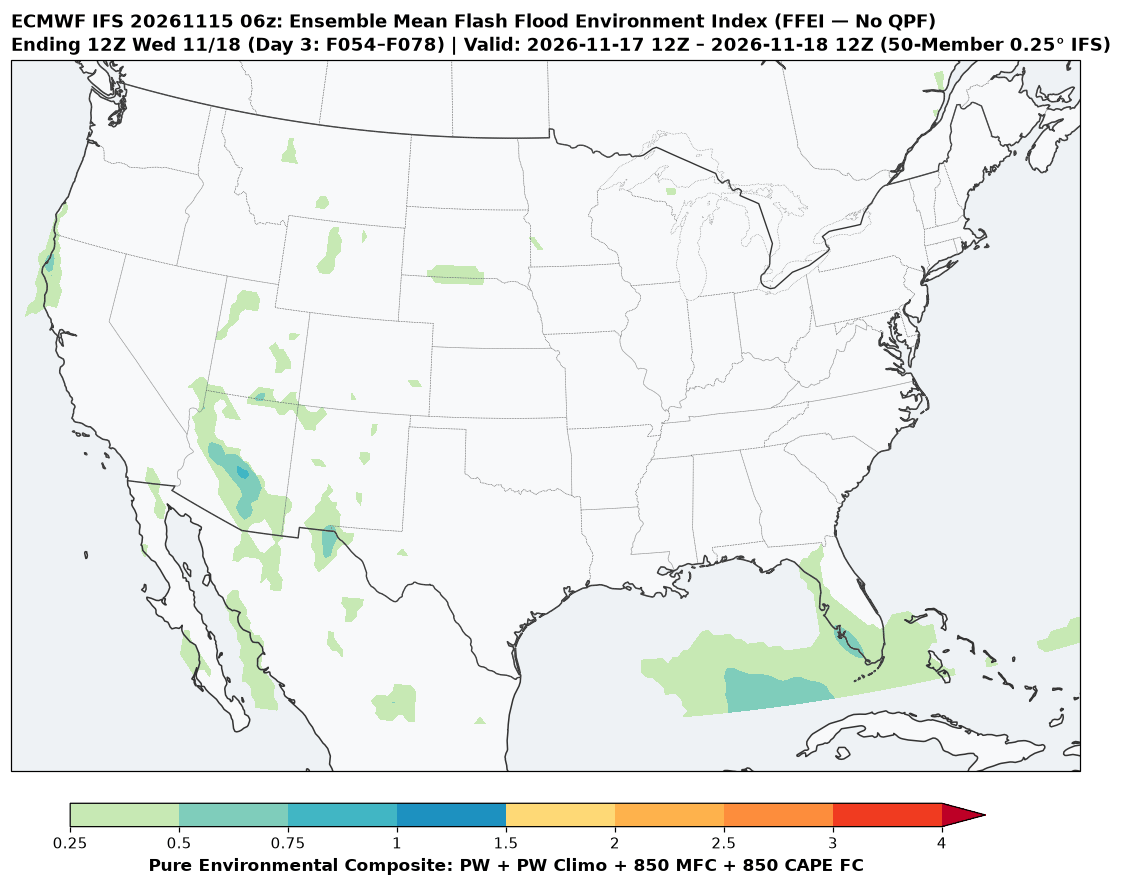 ECMWF IFS 20261115 06z: Ensemble Mean Flash Flood Environment Index (FFEI — No QPF)
Ending 12Z Wed 11/18 (Day 3: F054–F078) | Valid: 2026-11-17 12Z – 2026-11-18 12Z (50-Member 0.25° IFS)
0.25 0.5 0.75 1 1.5 2 2.5 3 4
Pure Environmental Composite: PW + PW Climo + 850 MFC + 850 CAPE FC